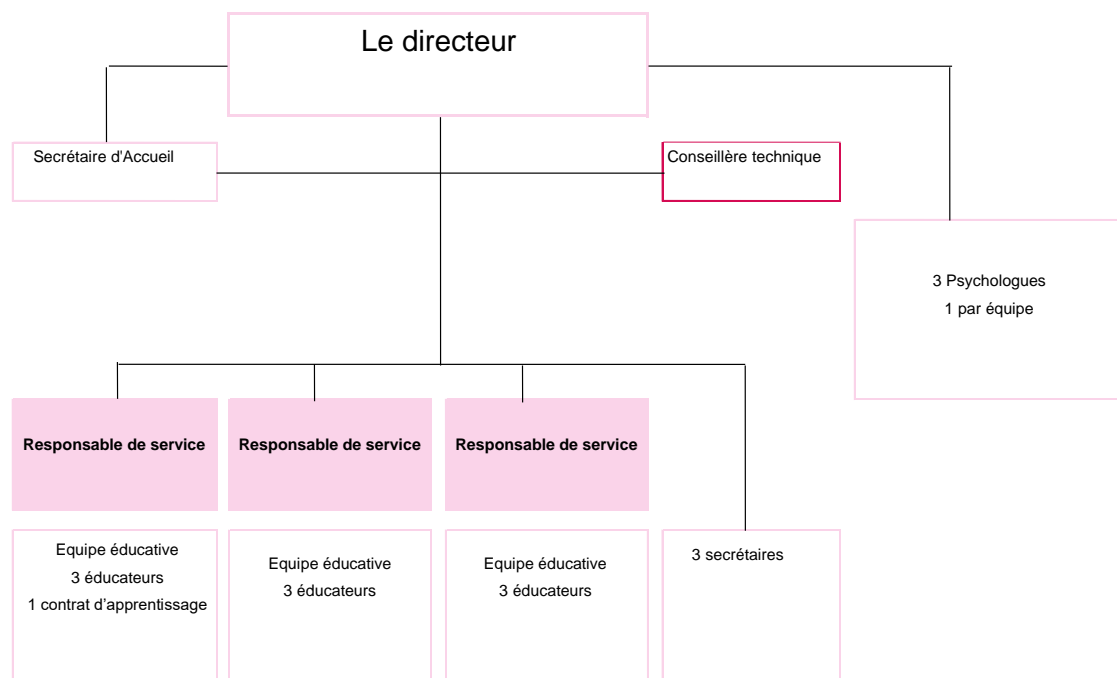 Le directeur
Secrétaire d'Accueil
Conseillère technique
3 Psychologues
1 par équipe
Responsable de service
Responsable de service
Responsable de service
Equipe éducative
3 éducateurs
1 contrat d’apprentissage
Equipe éducative
3 éducateurs
Equipe éducative
3 éducateurs
3 secrétaires